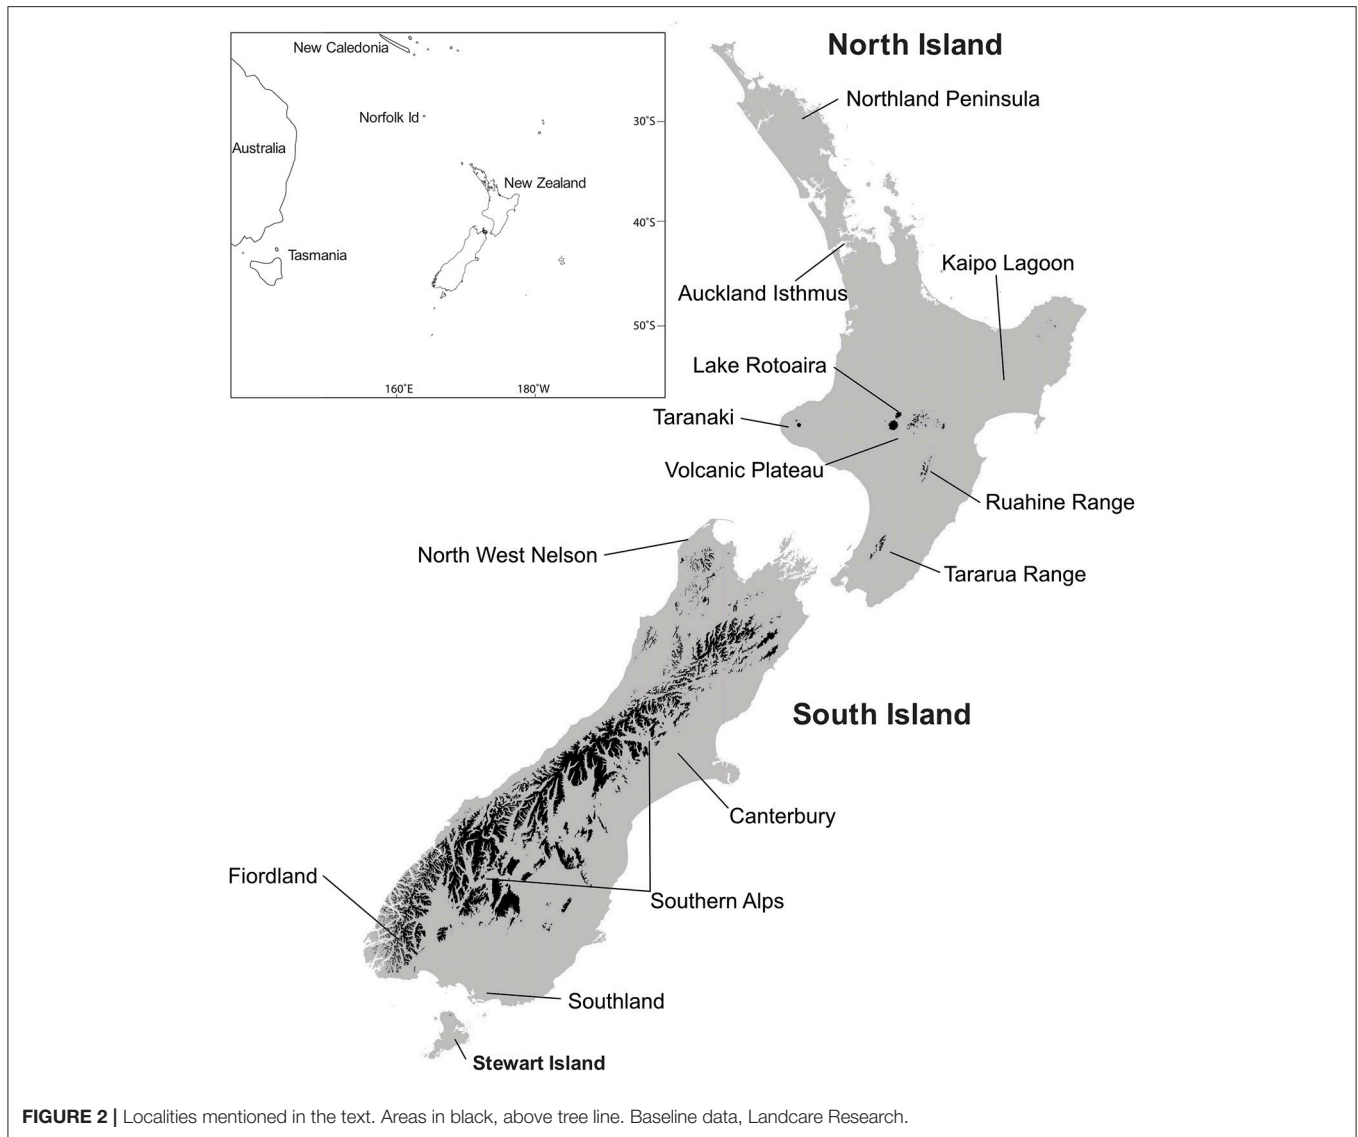 New Caledonia
Norfolk Id
Australia
New Zealand
Tasmania
30˚S
40˚S
50˚S
160˚E
180˚W
North Island
Northland Peninsula
Kaipo Lagoon
Auckland Isthmus
Lake Rotoaira
Taranaki
Volcanic Plateau
Ruahine Range
North West Nelson
Tararua Range
South Island
Canterbury
Fiordland
Southern Alps
Southland
Stewart Island
FIGURE 2 | Localities mentioned in the text. Areas in black, above tree line. Baseline data, Landcare Research.